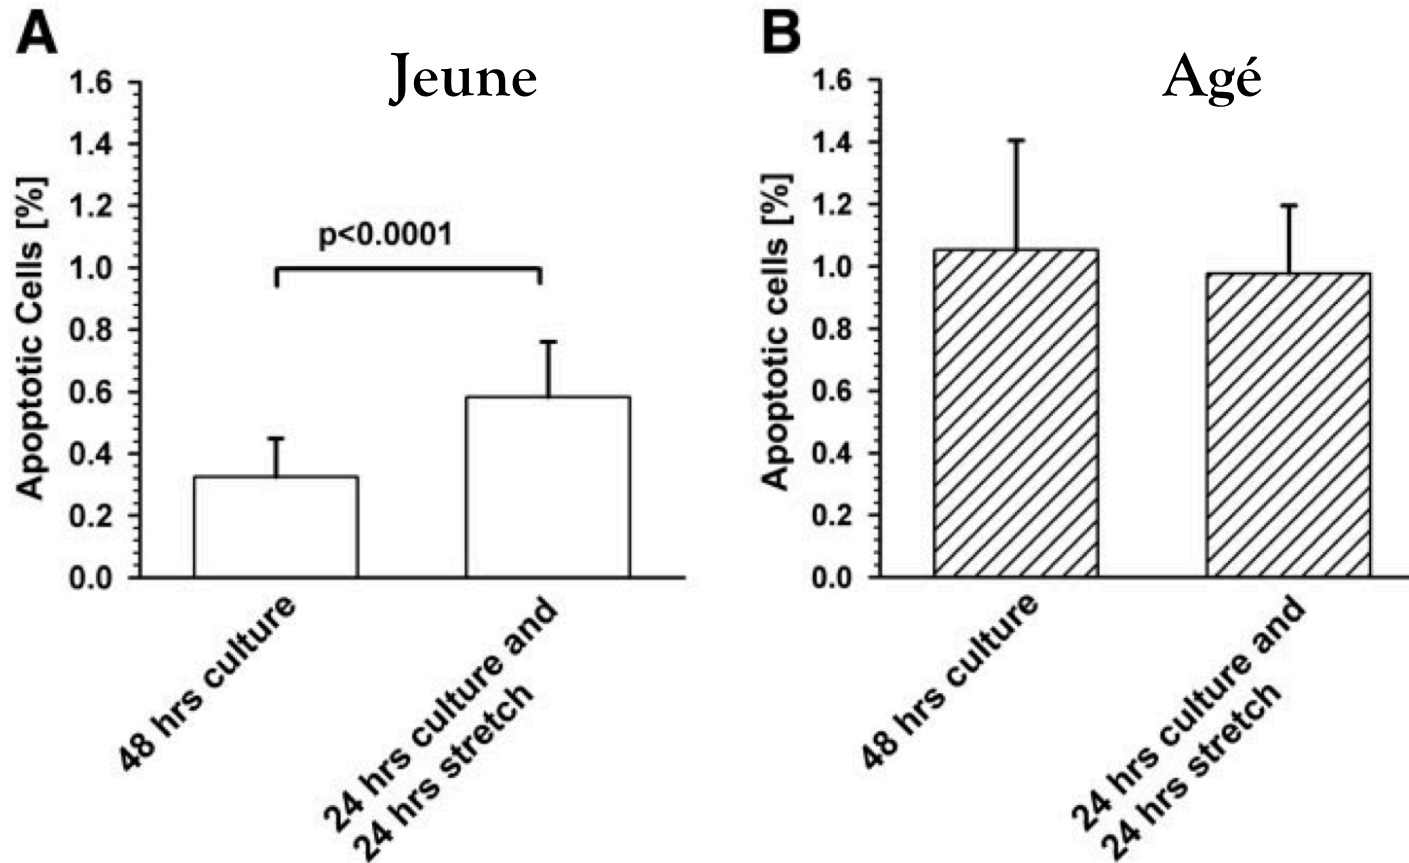 A
Jeune
1.6
1.4
1.2
1.0
0.8
0.6
0.4
0.2
0.0
Apoptotic Cells [%]
p<0.0001
48 hrs culture
24 hrs culture and
24 hrs stretch
B
Agé
1.6
1.4
1.2
1.0
0.8
0.6
0.4
0.2
0.0
Apoptotic cells [%]
48 hrs culture
24 hrs culture and
24 hrs stretch